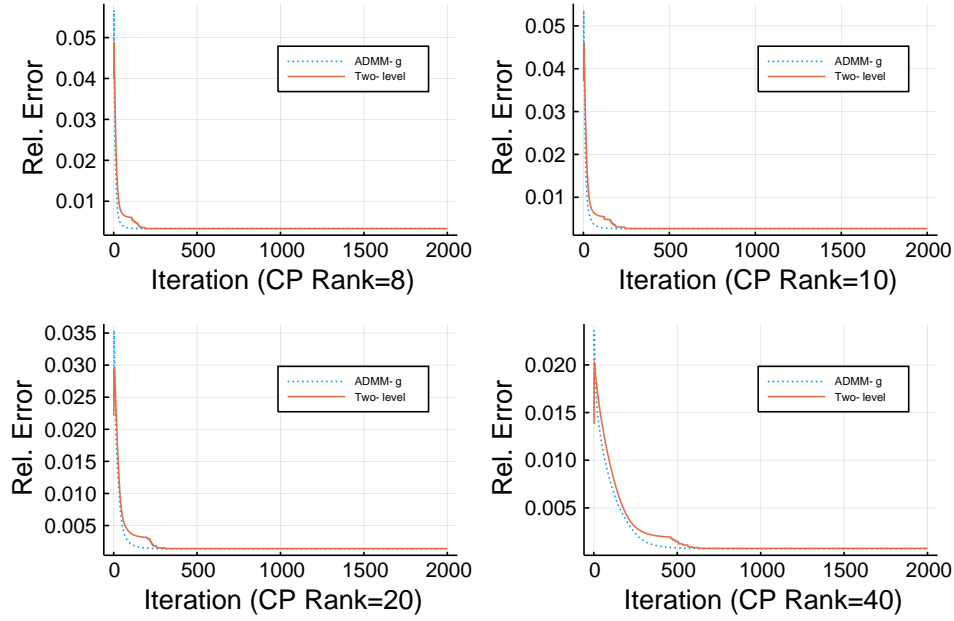 0.05
0.04
0.03
0.02
0.01
Rel. Error
ADMM- g
Two- level
0
500
1000
1500
2000
Iteration (CP Rank=8)
0.05
0.04
0.03
0.02
0.01
Rel. Error
ADMM- g
Two- level
0
500
1000
1500
2000
Iteration (CP Rank=10)
0.035
0.030
0.025
0.020
0.015
0.010
0.005
Rel. Error
ADMM- g
Two- level
0
500
1000
1500
2000
Iteration (CP Rank=20)
0.020
0.015
0.010
0.005
Rel. Error
ADMM- g
Two- level
0
500
1000
1500
2000
Iteration (CP Rank=40)